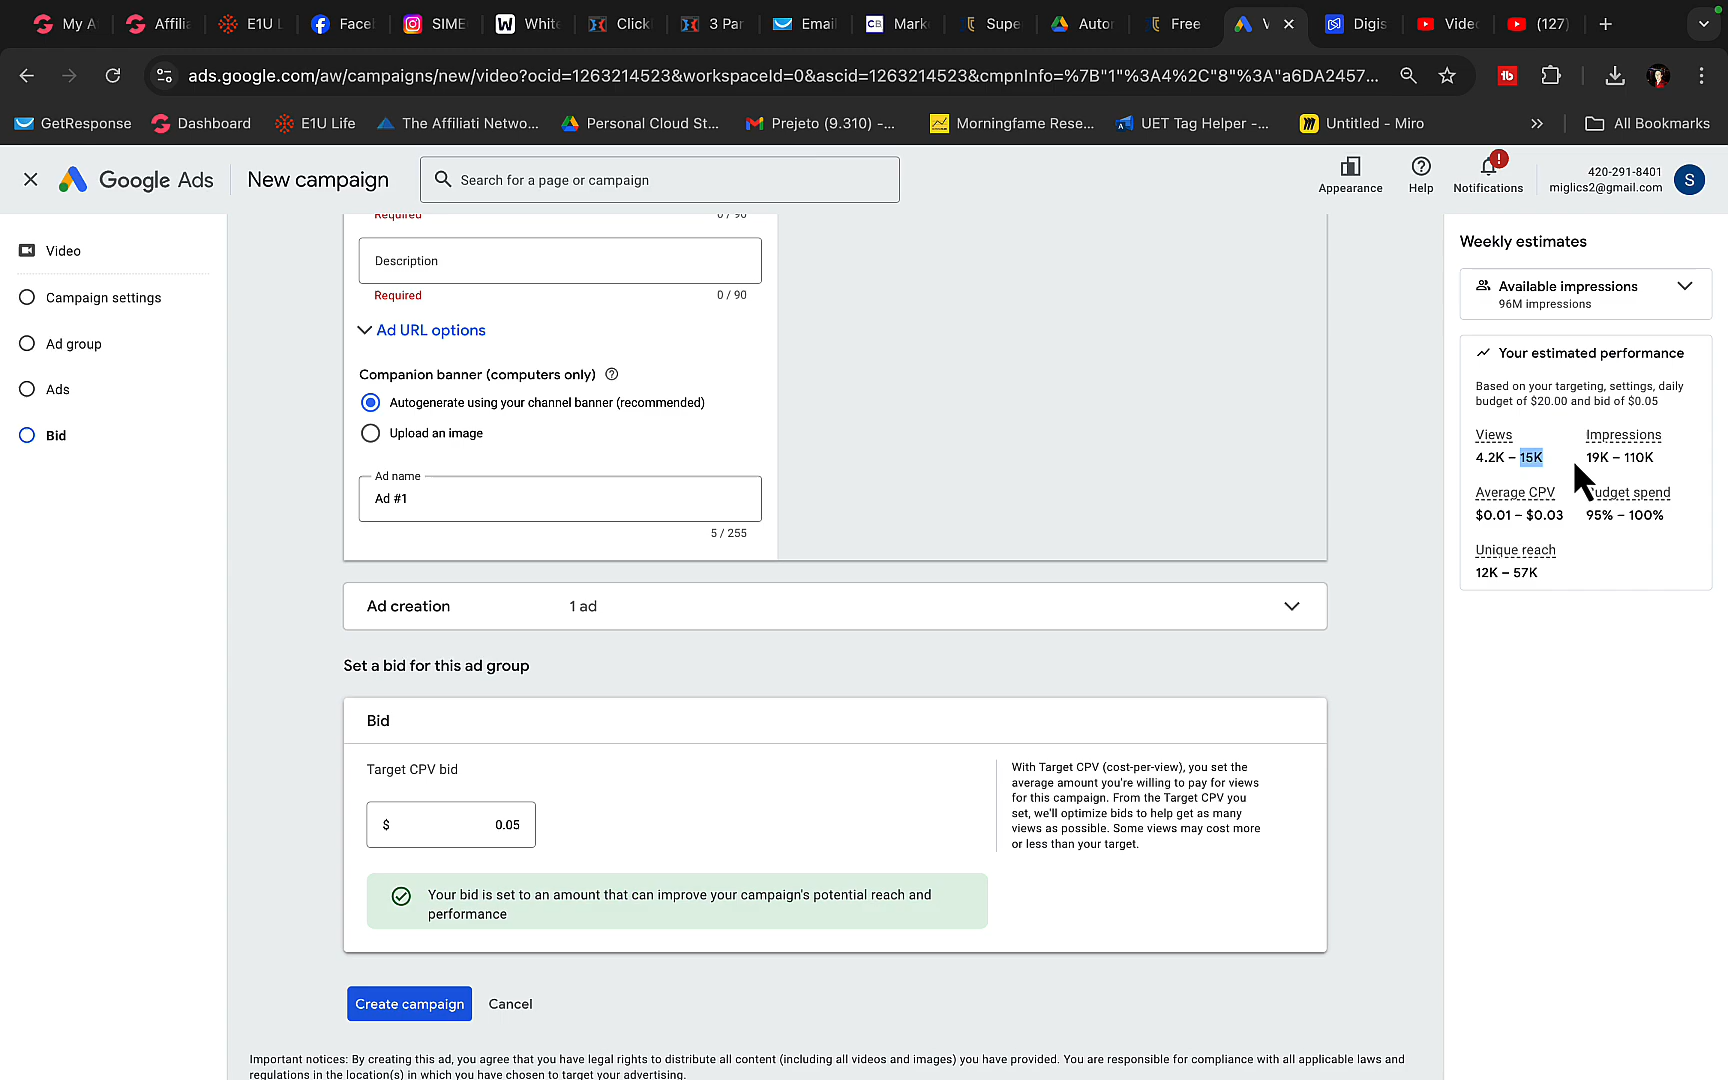 My A
Affilia
E1U L
Face
SIME
White
Click
3 Par
Email
Mark
Supe
Autor
Free
V
Digis
Video
(127)
ads.google.com/aw/campaigns/new/video?ocid=1263214523&workspaceId=0&ascid=1263214523&cmpnInfo=%7B"1"%3A4%2C"8"%3A"a6DA2457...
GetResponse
Dashboard
E1U Life
The Affiliati Netwo...
Personal Cloud St...
Prejeto (9.310) -...
Morningfame Rese...
UET Tag Helper -...
Untitled - Miro
All Bookmarks
Google Ads
New campaign
Search for a page or campaign
Appearance
Help
Notifications
420-291-8401
miglics2@gmail.com
S
Video
Campaign settings
Ad group
Ads
Bid
Required
0 / 90
Description
Required
0 / 90
Ad URL options
Companion banner (computers only)
Autogenerate using your channel banner (recommended)
Upload an image
Ad name
Ad #1
5 / 255
Ad creation
1 ad
Set a bid for this ad group
Bid
Target CPV bid
$ 0.05
With Target CPV (cost-per-view), you set the
average amount you're willing to pay for views
for this campaign. From the Target CPV you
set, we'll optimize bids to help get as many
views as possible. Some views may cost more
or less than your target.
Your bid is set to an amount that can improve your campaign's potential reach and
performance
Create campaign
Cancel
Important notices: By creating this ad, you agree that you have legal rights to distribute all content (including all videos and images) you have provided. You are responsible for compliance with all applicable laws and
regulations in the location(s) in which you have chosen to target your advertising.
Weekly estimates
Available impressions
96M impressions
Your estimated performance
Based on your targeting, settings, daily
budget of $20.00 and bid of $0.05
Views
Impressions
4.2K – 15K
19K – 110K
Average CPV
udget spend
$0.01 – $0.03
95% – 100%
Unique reach
12K – 57K